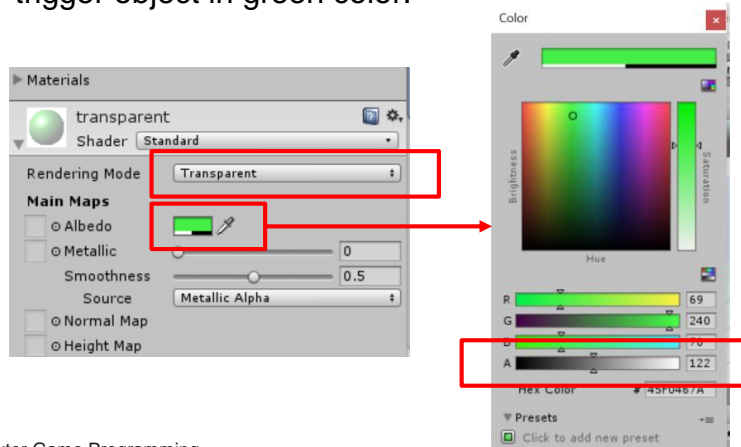 trigger object in green color.
Materials
transparent
Shader Standard
Rendering Mode Transparent
Main Maps
Albedo
Metallic 0
Smoothness 0.5
Source Metallic Alpha
Normal Map
Height Map
Color
Brightness
Saturation
Hue
R 69
G 240
B 70
A 122
Hex Color # 45F0467A
Presets
Click to add new preset
Game Programming